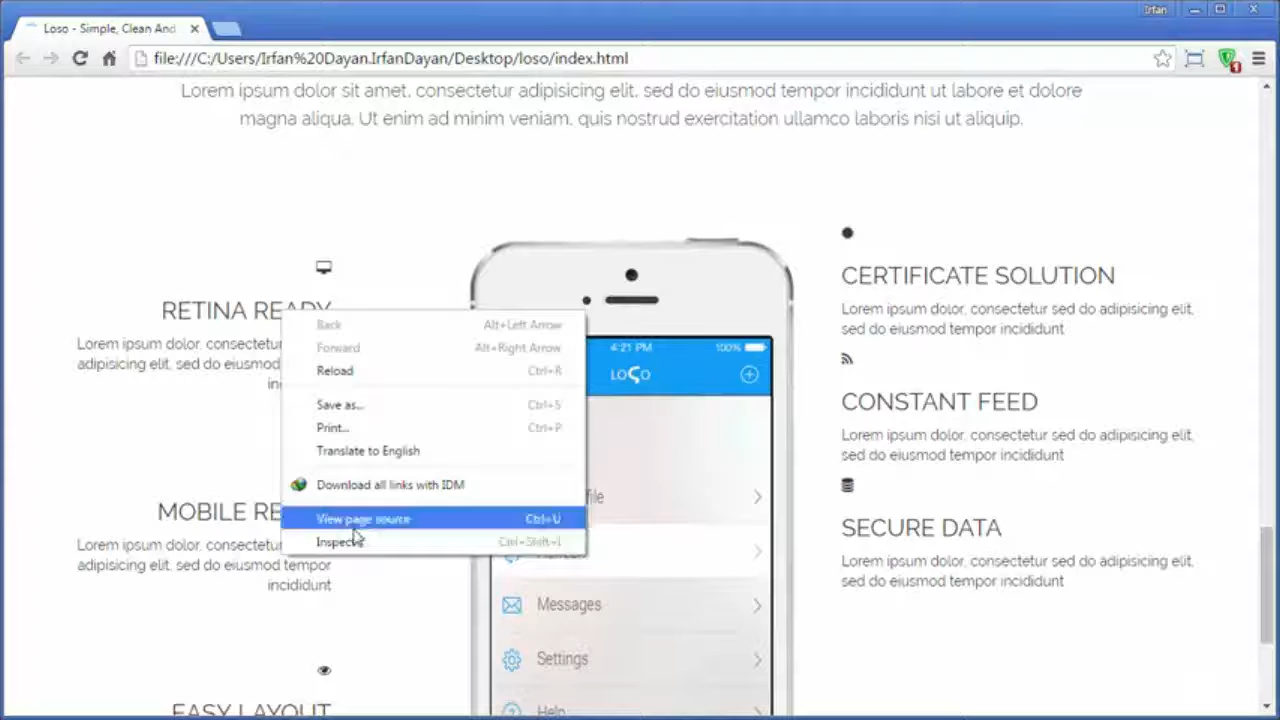 Irfan
Loso - Simple, Clean And
file:///C:/Users/Irfan%20Dayan.IrfanDayan/Desktop/loso/index.html
1
Lorem ipsum dolor sit amet, consectetur adipisicing elit, sed do eiusmod tempor incididunt ut labore et dolore
magna aliqua. Ut enim ad minim veniam, quis nostrud exercitation ullamco laboris nisi ut aliquip.
RETINA READY
Lorem ipsum dolor, consectetur
adipisicing elit, sed do eiusmod
in
MOBILE RE
Lorem ipsum dolor, consectetur
adipisicing elit, sed do eiusmod tempor
incididunt
EASY LAYOUT
Back Alt+Left Arrow
Forward Alt+Right Arrow
Reload Ctrl+R
Save as... Ctrl+S
Print... Ctrl+P
Translate to English
Download all links with IDM
View page source Ctrl+U
Inspect Ctrl+Shift+I
4:21 PM 100%
LOSO
file
Messages
Settings
Help
CERTIFICATE SOLUTION
Lorem ipsum dolor, consectetur sed do adipisicing elit,
sed do eiusmod tempor incididunt
CONSTANT FEED
Lorem ipsum dolor, consectetur sed do adipisicing elit,
sed do eiusmod tempor incididunt
SECURE DATA
Lorem ipsum dolor, consectetur sed do adipisicing elit,
sed do eiusmod tempor incididunt